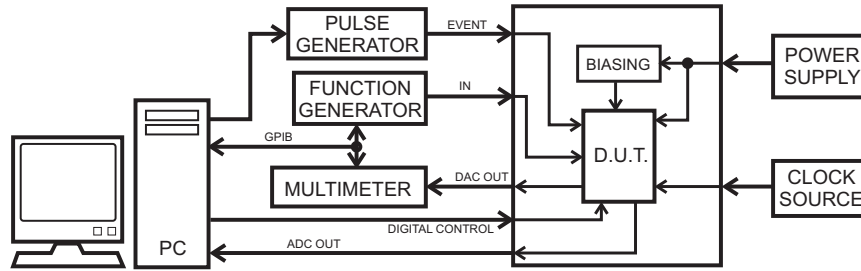 PULSE
GENERATOR
EVENT
FUNCTION
GENERATOR
IN
BIASING
POWER
SUPPLY
GPIB
D.U.T.
MULTIMETER
DAC OUT
CLOCK
SOURCE
DIGITAL CONTROL
PC
ADC OUT